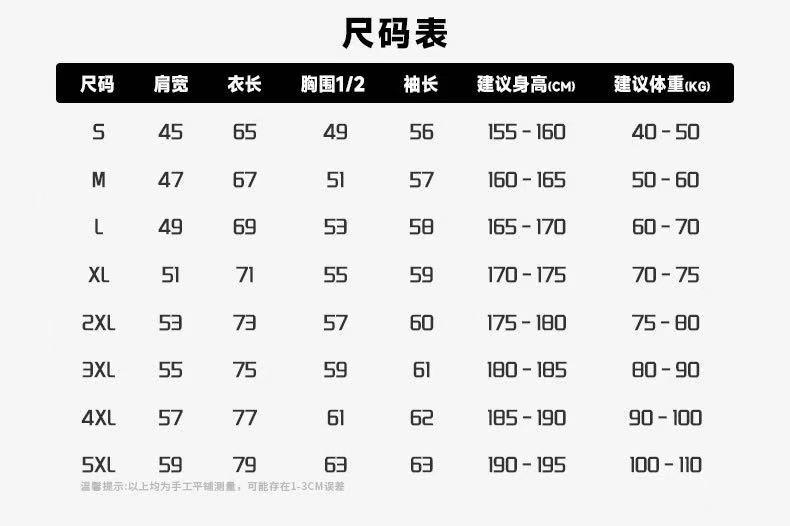 尺码表
尺码 肩宽 衣长 胸围1/2 袖长 建议身高(CM) 建议体重(KG)
S 45 65 49 56 155 - 160 40 - 50
M 47 67 51 57 160 - 165 50 - 60
L 49 69 53 58 165 - 170 60 - 70
XL 51 71 55 59 170 - 175 70 - 75
2XL 53 73 57 60 175 - 180 75 - 80
3XL 55 75 59 61 180 - 185 80 - 90
4XL 57 77 61 62 185 - 190 90 - 100
5XL 59 79 63 63 190 - 195 100 - 110
温馨提示:以上均为手工平铺测量，可能存在1-3CM误差